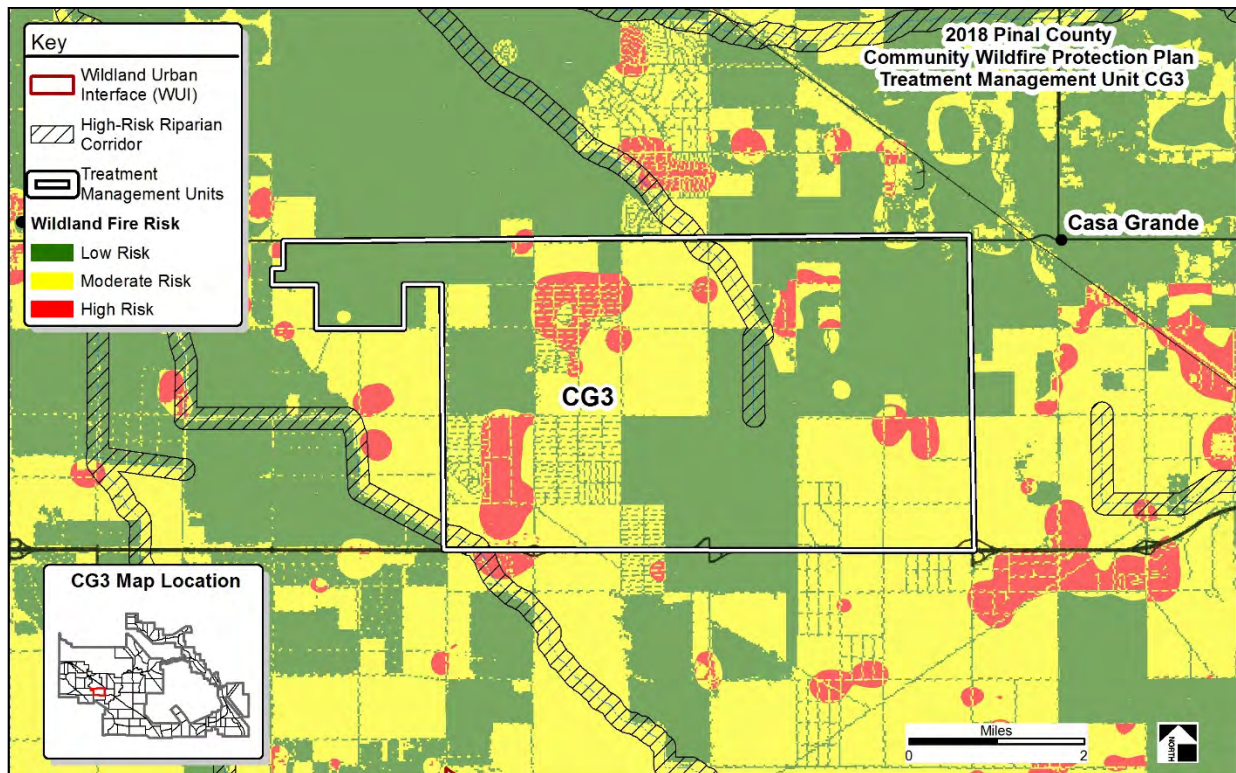 Key
Wildland Urban
Interface (WUI)
High-Risk Riparian
Corridor
Treatment
Management Units
Wildland Fire Risk
Low Risk
Moderate Risk
High Risk
2018 Pinal County
Community Wildfire Protection Plan
Treatment Management Unit CG3
Casa Grande
CG3
CG3 Map Location
Miles
0 2
NORTH